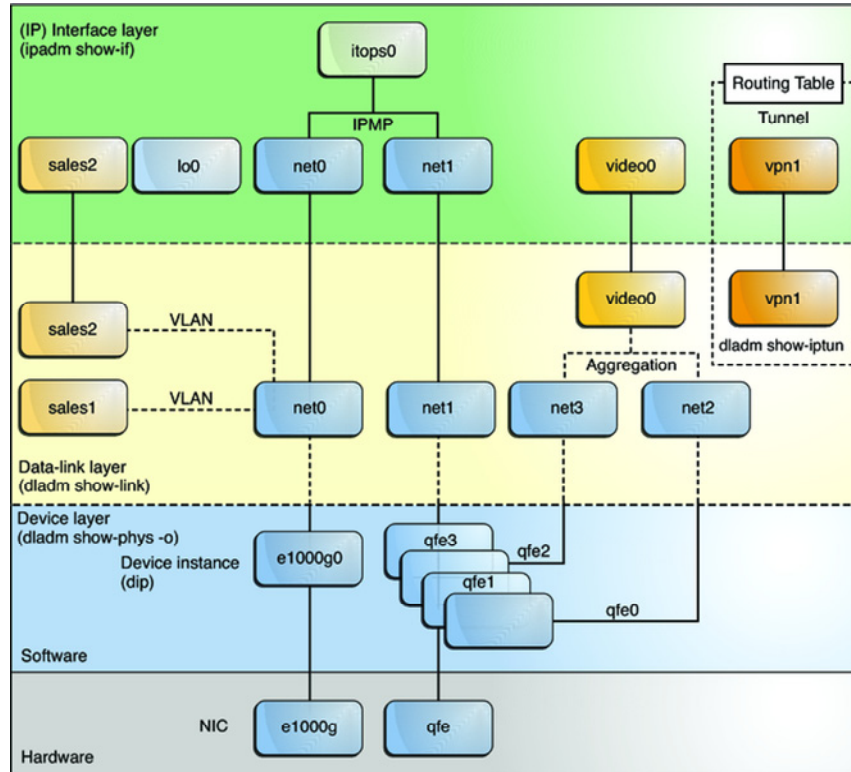 (IP) Interface layer
(ipadm show-if)
itops0
Routing Table
IPMP
Tunnel
sales2
lo0
net0
net1
video0
vpn1
sales2
VLAN
video0
vpn1
dladm show-iptun
Aggregation
sales1
VLAN
net0
net1
net3
net2
Data-link layer
(dladm show-link)
Device layer
(dladm show-phys -o)
Device instance
(dip)
e1000g0
qfe3
qfe2
qfe1
qfe0
Software
NIC
e1000g
qfe
Hardware